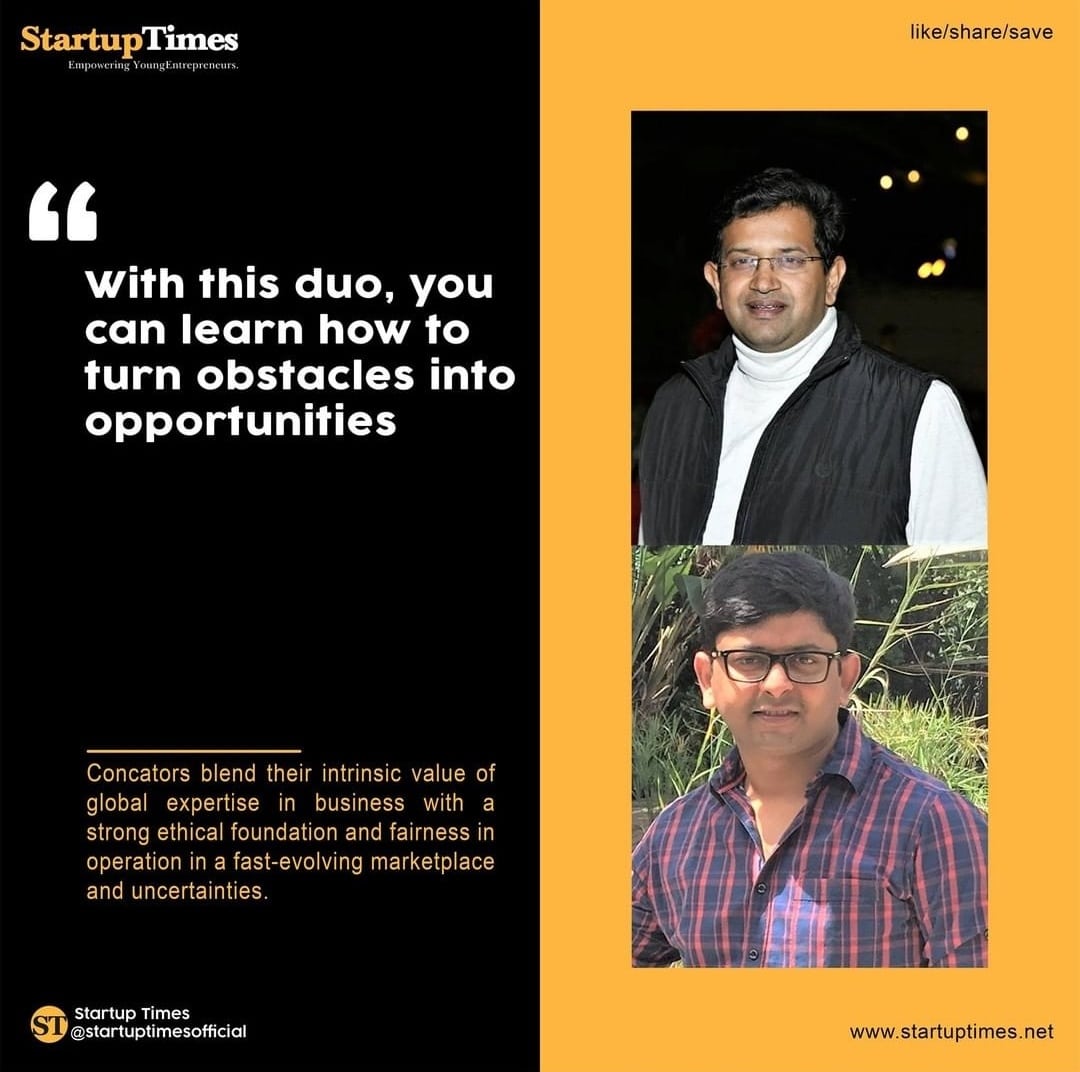 StartupTimes
Empowering YoungEntrepreneurs.
like/share/save
“
With this duo, you
can learn how to
turn obstacles into
opportunities
Concators blend their intrinsic value of
global expertise in business with a
strong ethical foundation and fairness in
operation in a fast-evolving marketplace
and uncertainties.
ST
Startup Times
@startuptimesofficial
www.startuptimes.net